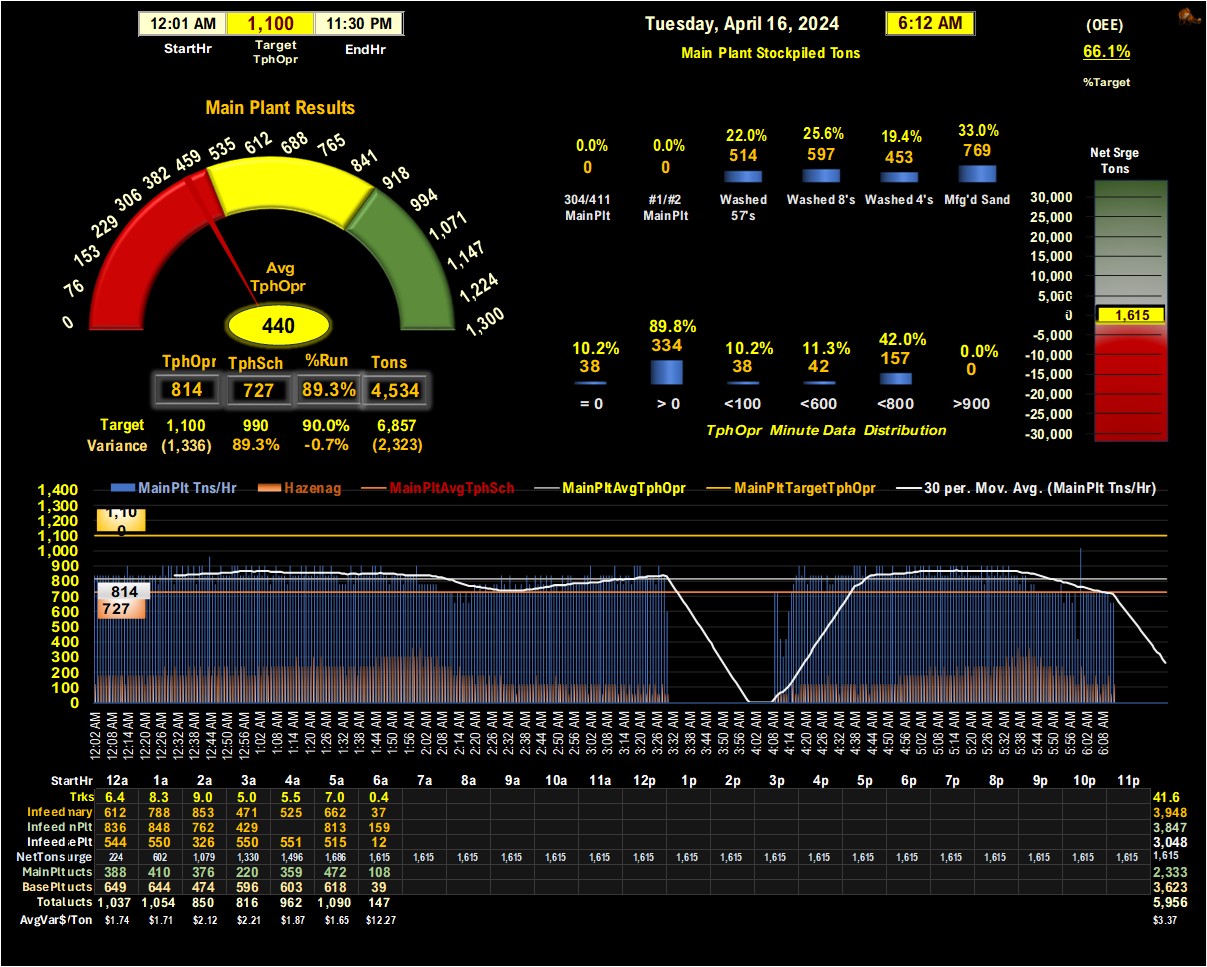 12:01 AM 1,100 11:30 PM
StartHr Target TphOpr EndHr
Tuesday, April 16, 2024 6:12 AM
Main Plant Stockpiled Tons
(OEE)
66.1%
%Target
Main Plant Results
0 76 153 229 306 382 459 535 612 688 765 841 918 994 1,071 1,147 1,224 1,300
Avg
TphOpr
440
TphOpr TphSch %Run Tons
814 727 89.3% 4,534
Target 1,100 990 90.0% 6,857
Variance (1,336) 89.3% -0.7% (2,323)
0.0% 0.0% 22.0% 25.6% 19.4% 33.0%
0 0 514 597 453 769
304/411 MainPlt #1/#2 MainPlt Washed 57's Washed 8's Washed 4's Mfg'd Sand
10.2% 89.8% 10.2% 11.3% 42.0% 0.0%
38 334 38 42 157 0
= 0 > 0 <100 <600 <800 >900
TphOpr Minute Data Distribution
Net Srge
Tons
30,000
25,000
20,000
15,000
10,000
5,000
0
1,615
-5,000
-10,000
-15,000
-20,000
-25,000
-30,000
MainPlt Tns/Hr Hazenag MainPltAvgTphSch MainPltAvgTphOpr MainPltTargetTphOpr 30 per. Mov. Avg. (MainPlt Tns/Hr)
1,400
1,300
1,200
1,100
1,000
900
800
700
600
500
400
300
200
100
0
1,100
814
727
12:02 AM 12:08 AM 12:14 AM 12:20 AM 12:26 AM 12:32 AM 12:44 AM 12:50 AM 12:56 AM 1:02 AM 1:08 AM 1:14 AM 1:20 AM 1:26 AM 1:32 AM 1:38 AM 1:44 AM 1:50 AM 1:56 AM 2:02 AM 2:08 AM 2:14 AM 2:20 AM 2:26 AM 2:32 AM 2:38 AM 2:44 AM 2:50 AM 2:56 AM 3:02 AM 3:08 AM 3:14 AM 3:20 AM 3:26 AM 3:32 AM 3:38 AM 3:44 AM 3:50 AM 3:56 AM 4:02 AM 4:08 AM 4:14 AM 4:20 AM 4:26 AM 4:32 AM 4:38 AM 4:44 AM 4:50 AM 4:56 AM 5:02 AM 5:08 AM 5:14 AM 5:20 AM 5:26 AM 5:32 AM 5:38 AM 5:44 AM 5:50 AM 5:56 AM 6:02 AM 6:08 AM
StartHr 12a 1a 2a 3a 4a 5a 6a 7a 8a 9a 10a 11a 12p 1p 2p 3p 4p 5p 6p 7p 8p 9p 10p 11p
Trks 6.4 8.3 9.0 5.0 5.5 7.0 0.4 41.6
Infeed mary 612 788 853 471 525 662 37 3,948
Infeed nPlt 836 848 762 429 813 159 3,847
Infeed ePlt 544 550 326 550 551 515 12 3,048
NetTons urge 224 602 1,079 1,330 1,496 1,686 1,615 1,615 1,615 1,615 1,615 1,615 1,615 1,615 1,615 1,615 1,615 1,615 1,615 1,615 1,615 1,615 1,615 1,615 1,615
MainPlt ucts 388 410 376 220 359 472 108 2,333
BasePlt ucts 649 644 474 596 603 618 39 3,623
Total ucts 1,037 1,054 850 816 962 1,090 147 5,956
AvgVar$/Ton $1.74 $1.71 $2.12 $2.21 $1.87 $1.65 $12.27 $3.37